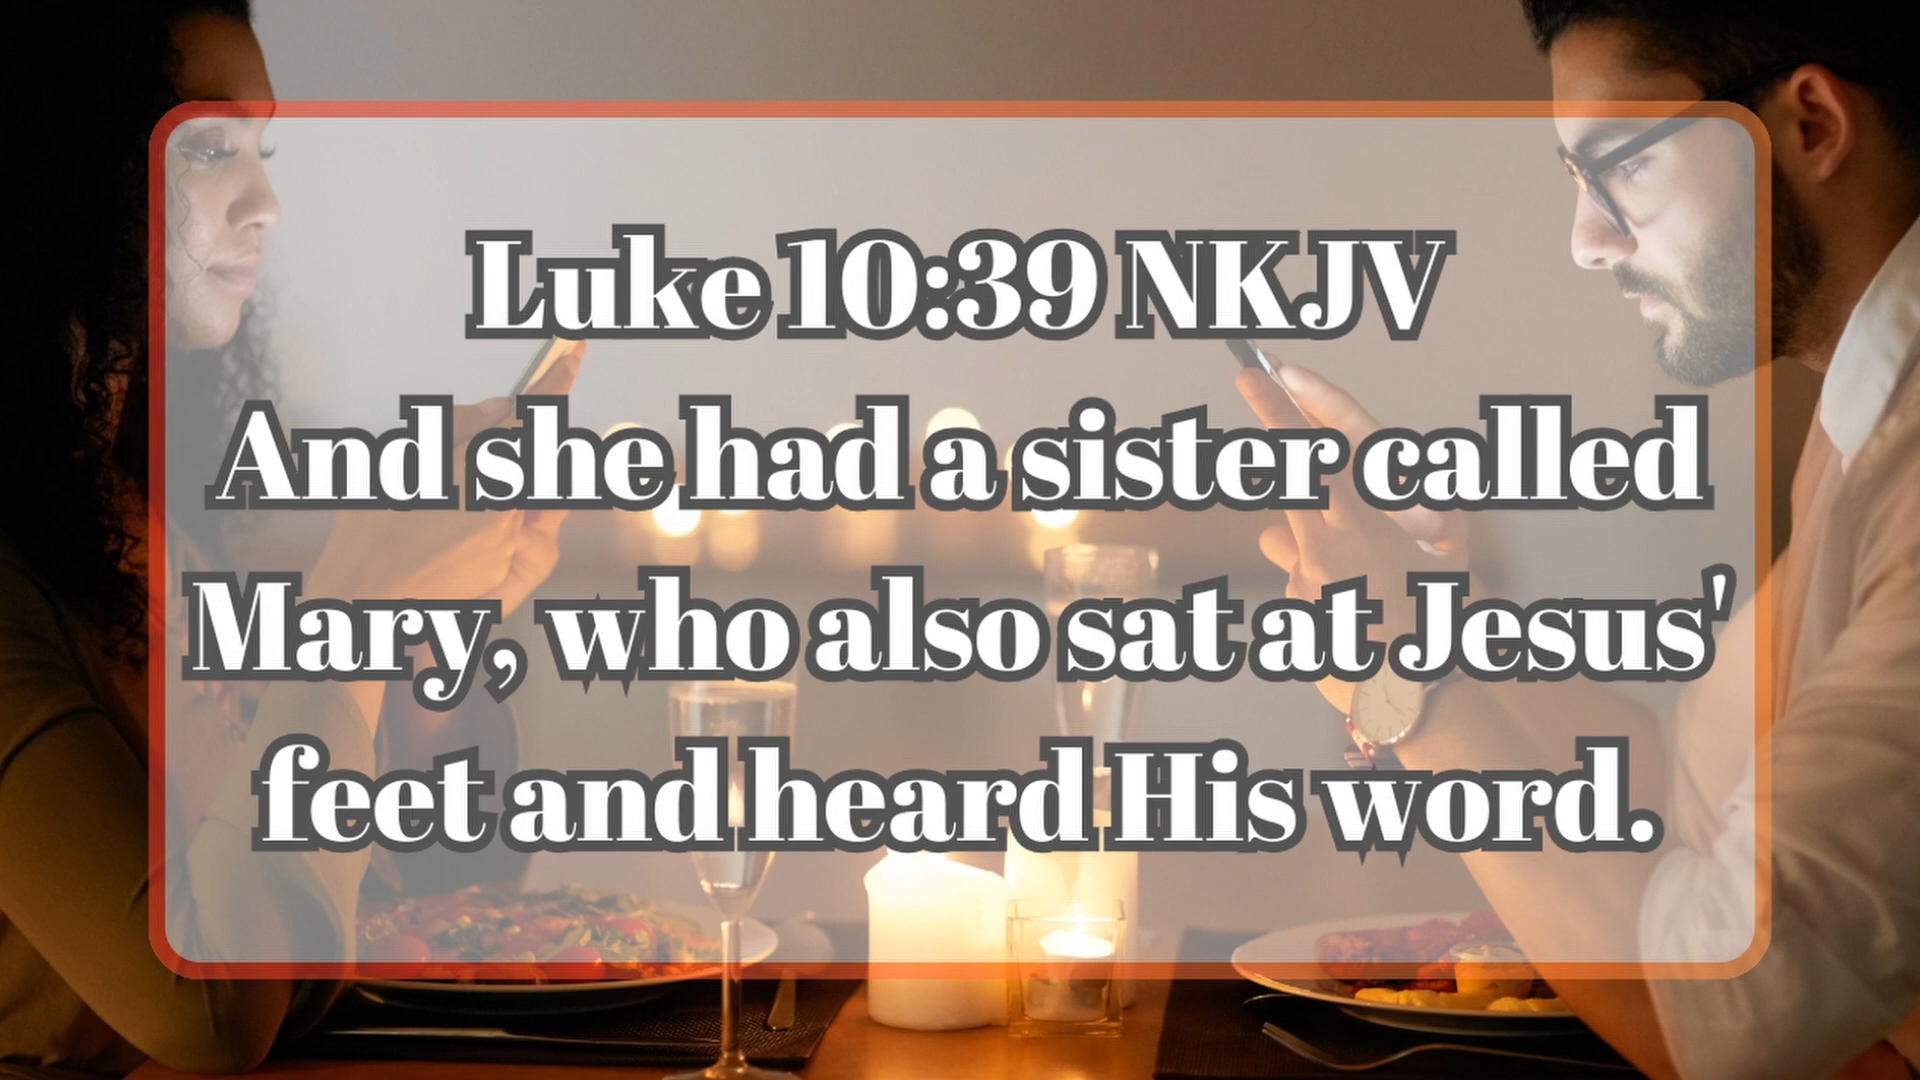 Luke 10:39 NKJV
And she had a sister called
Mary, who also sat at Jesus'
feet and heard His word.